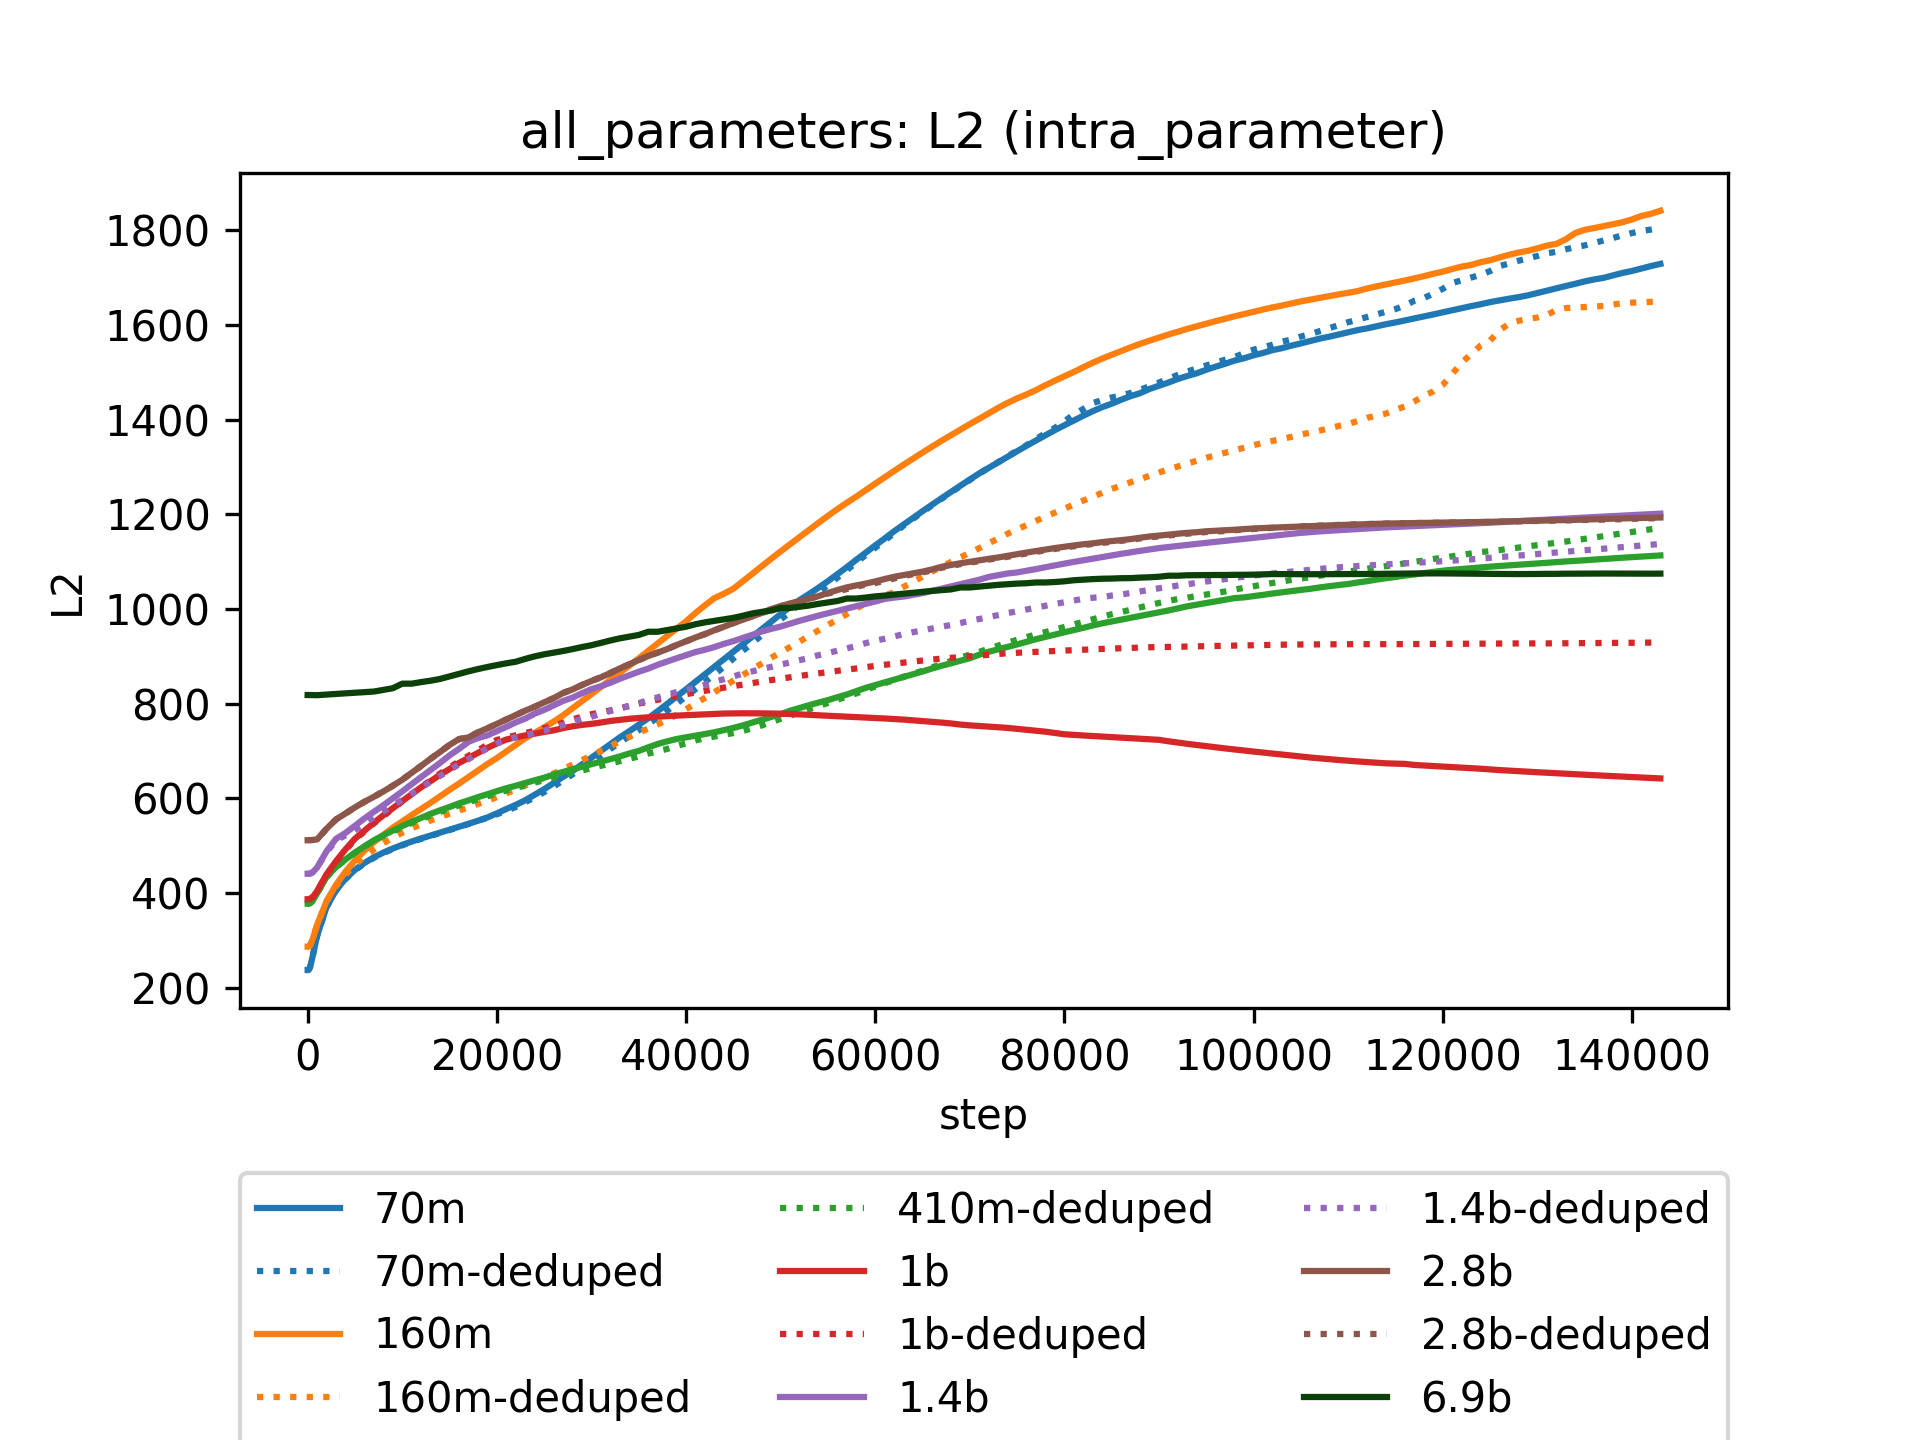 all_parameters: L2 (intra_parameter)
1800
1600
1400
1200
1000
800
600
400
200
L2
0 20000 40000 60000 80000 100000 120000 140000
step
70m 410m-deduped 1.4b-deduped
70m-deduped 1b 2.8b
160m 1b-deduped 2.8b-deduped
160m-deduped 1.4b 6.9b